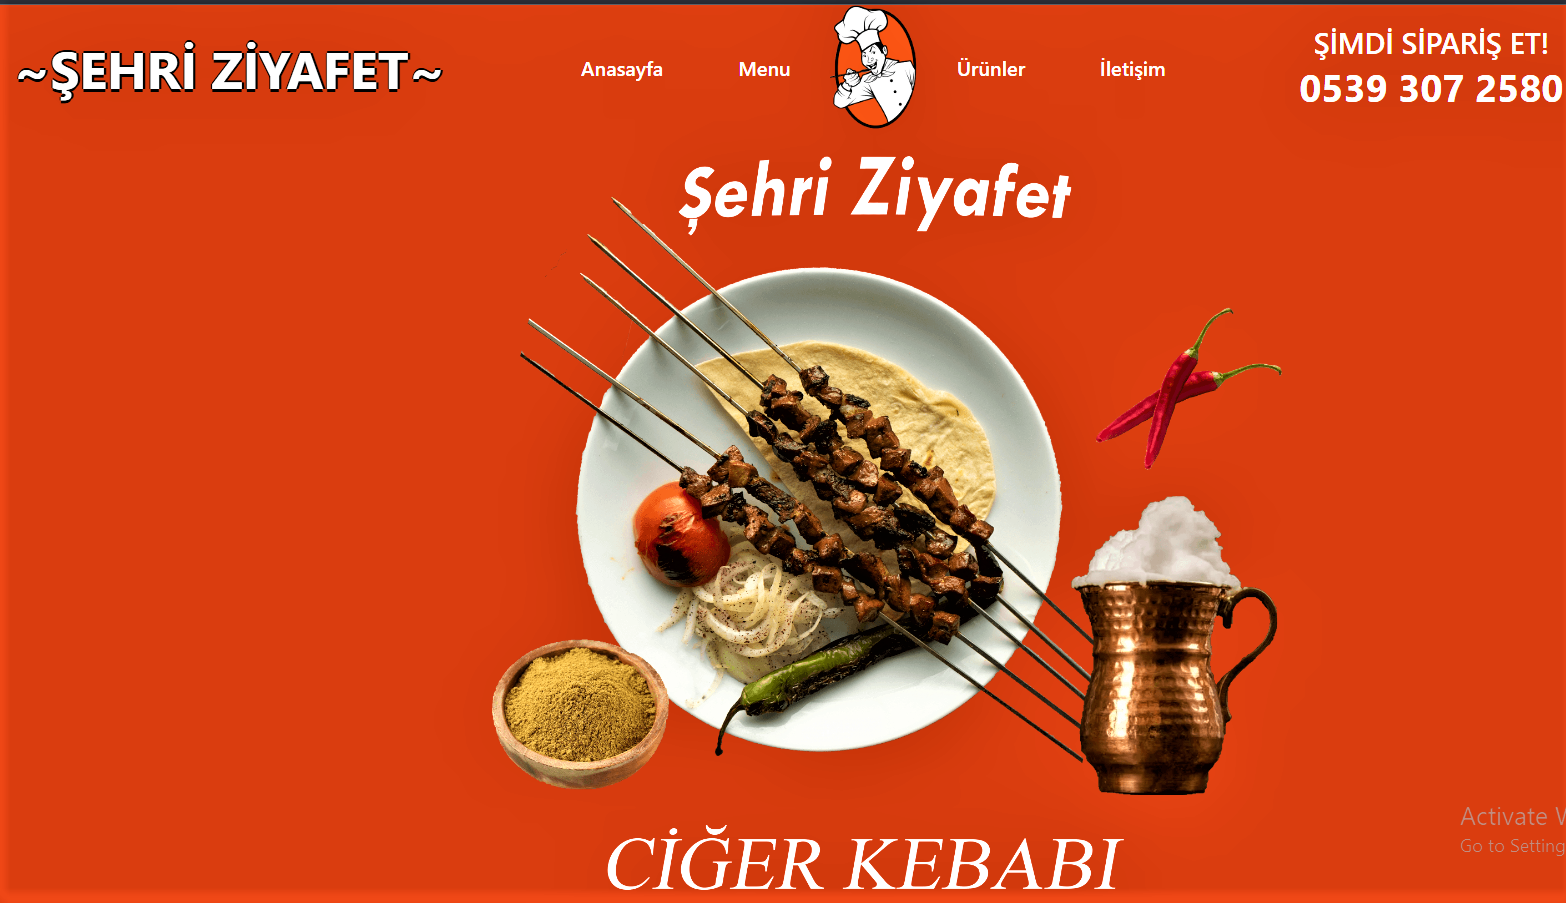 ~ŞEHRİ ZİYAFET~
Anasayfa
Menu
Ürünler
İletişim
ŞİMDİ SİPARİŞ ET!
0539 307 2580
Şehri Ziyafet
CİĞER KEBABI
Activate
Go to Setting